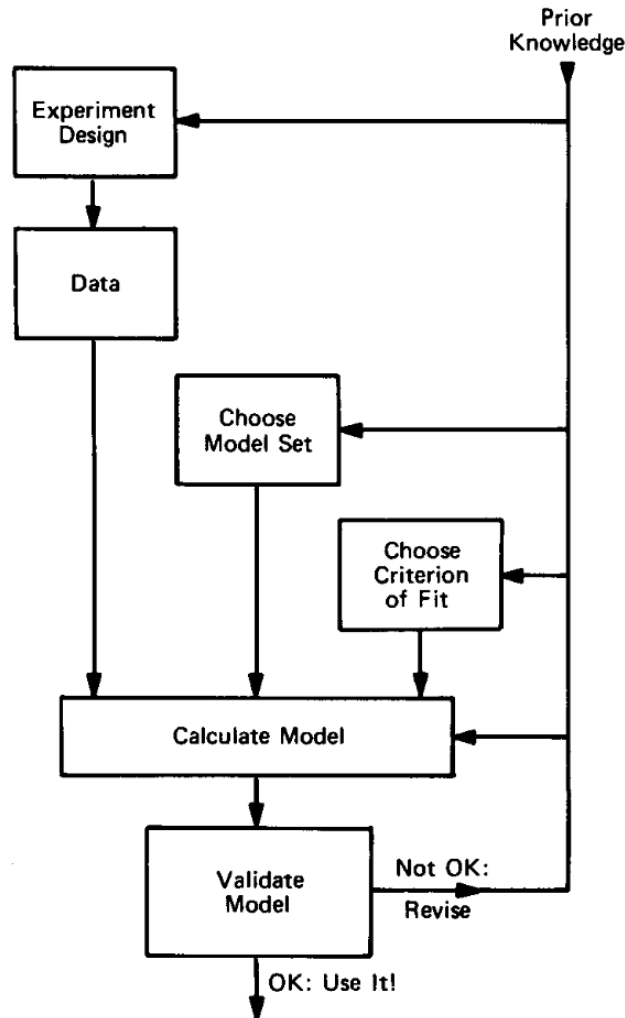 Prior
Knowledge
Experiment
Design
Data
Choose
Model Set
Choose
Criterion
of Fit
Calculate Model
Validate
Model
Not OK:
Revise
OK: Use It!